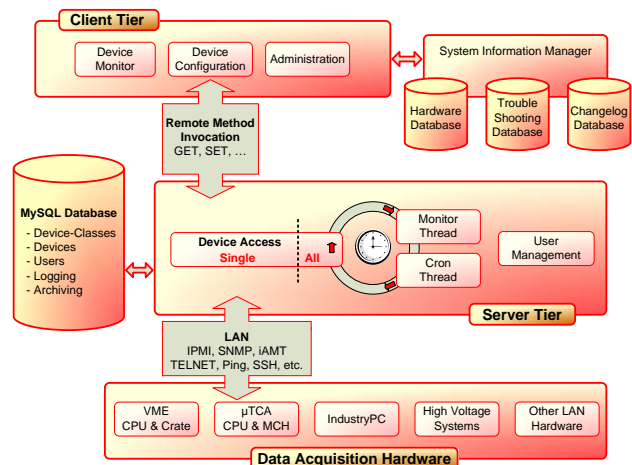 Client Tier
Device
Monitor
Device
Configuration
Administration
System Information Manager
Hardware
Database
Trouble
Shooting
Database
Changelog
Database
Remote Method
Invocation
GET, SET, ...
MySQL Database
- Device-Classes
- Devices
- Users
- Logging
- Archiving
Device Access
Single
All
Monitor
Thread
Cron
Thread
User
Management
Server Tier
LAN
IPMI, SNMP, iAMT
TELNET, Ping, SSH, etc.
VME
CPU & Crate
µTCA
CPU & MCH
IndustryPC
High Voltage
Systems
Other LAN
Hardware
Data Acquisition Hardware